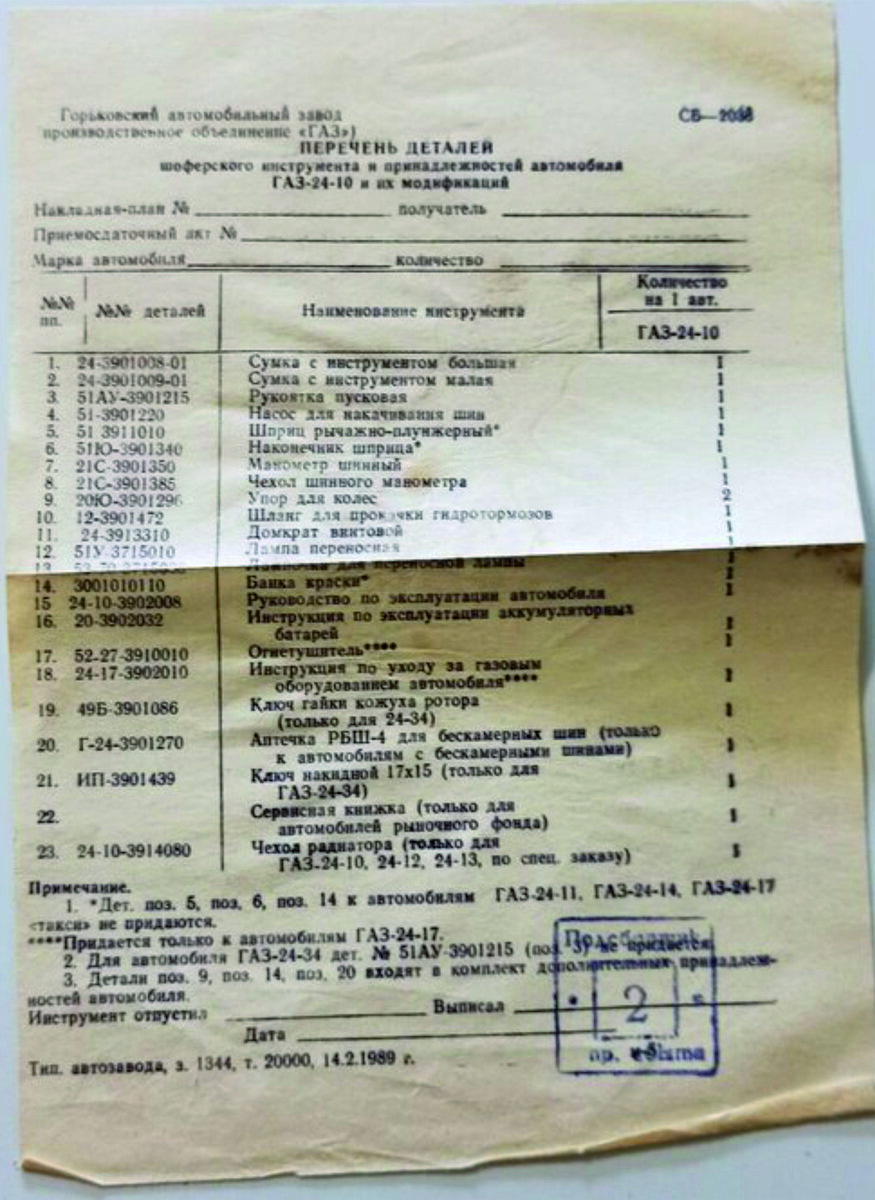 Горьковский автомобильный завод
производственное объединение «ГАЗ»)
СБ—2038
ПЕРЕЧЕНЬ ДЕТАЛЕЙ
шоферского инструмента и принадлежностей автомобиля
ГАЗ-24-10 и их модификаций
Накладная-план № получатель
Приемосдаточный акт №
Марка автомобиля количество
№№ пп. №№ деталей Наименование инструмента Количество на 1 авт. ГАЗ-24-10
1. 24-3901008-01 Сумка с инструментом большая 1
2. 24-3901009-01 Сумка с инструментом малая 1
3. 51АУ-3901215 Рукоятка пусковая 1
4. 51-3901220 Насос для накачивания шин 1
5. 51 3911010 Шприц рычажно-плунжерный* 1
6. 51Ю-3901340 Наконечник шприца* 1
7. 21С-3901350 Манометр шинный 1
8. 21С-3901385 Чехол шинного манометра 1
9. 20Ю-3901296 Упор для колес 2
10. 12-3901472 Шланг для прокачки гидротормозов 1
11. 24-3913310 Домкрат винтовой 1
12. 51У-3715010 Лампа переносная 1
13. для переносной лампы 1
14. 3001010110 Банка краски* 1
15 24-10-3902008 Руководство по эксплуатации автомобиля 1
16. 20-3902032 Инструкция по эксплуатации аккумуляторных
батарей 1
17. 52-27-3910010 Огнетушитель**** 1
18. 24-17-3902010 Инструкция по уходу за газовым
оборудованием автомобиля**** 1
19. 49Б-3901086 Ключ гайки кожуха ротора
(только для 24-34) 1
20. Г-24-3901270 Аптечка РБШ-4 для бескамерных шин (только
к автомобилям с бескамерными шинами) 1
21. ИП-3901439 Ключ накидной 17х15 (только для
ГАЗ-24-34) 1
22. Сервисная книжка (только для
автомобилей рыночного фонда) 1
23. 24-10-3914080 Чехол радиатора (только для
ГАЗ-24-10, 24-12, 24-13, по спец. заказу) 1
Примечание.
1. *Дет. поз. 5, поз. 6, поз. 14 к автомобилям ГАЗ-24-11, ГАЗ-24-14, ГАЗ-24-17
«такси» не придаются.
****Придается только к автомобилям ГАЗ-24-17.
2. Для автомобиля ГАЗ-24-34 дет. № 51АУ-3901215 (поз. 3) не придается.
3. Детали поз. 9, поз. 14, поз. 20 входят в комплект дополнительных принадлеж-
ностей автомобиля.
Инструмент отпустил Выписал
Дата
Тип. автозавода, з. 1344, т. 20000, 14.2.1989 г.
2